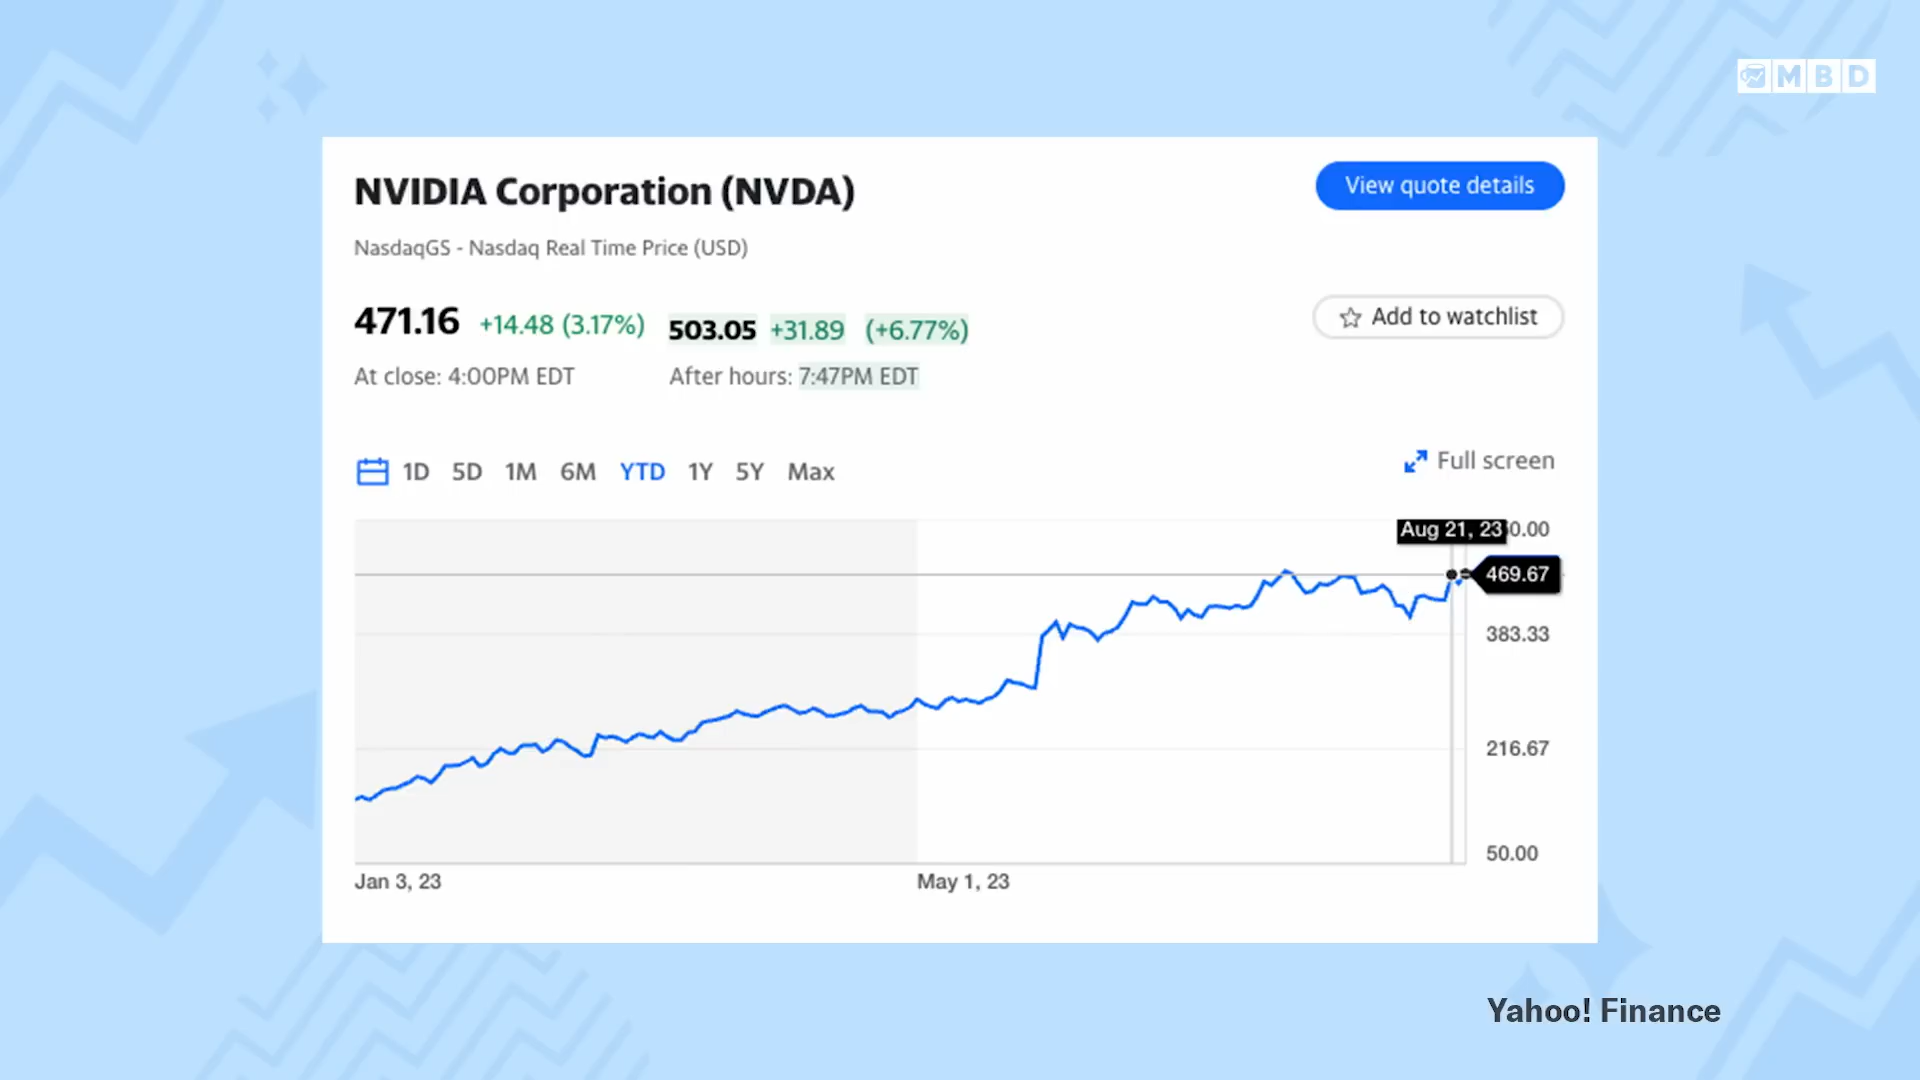 MBD
NVIDIA Corporation (NVDA)
View quote details
NasdaqGS - Nasdaq Real Time Price (USD)
471.16 +14.48 (3.17%) 503.05 +31.89 (+6.77%)
Add to watchlist
At close: 4:00PM EDT After hours: 7:47PM EDT
1D 5D 1M 6M YTD 1Y 5Y Max
Full screen
Aug 21, 23 0.00
469.67
383.33
216.67
50.00
Jan 3, 23 May 1, 23
Yahoo! Finance